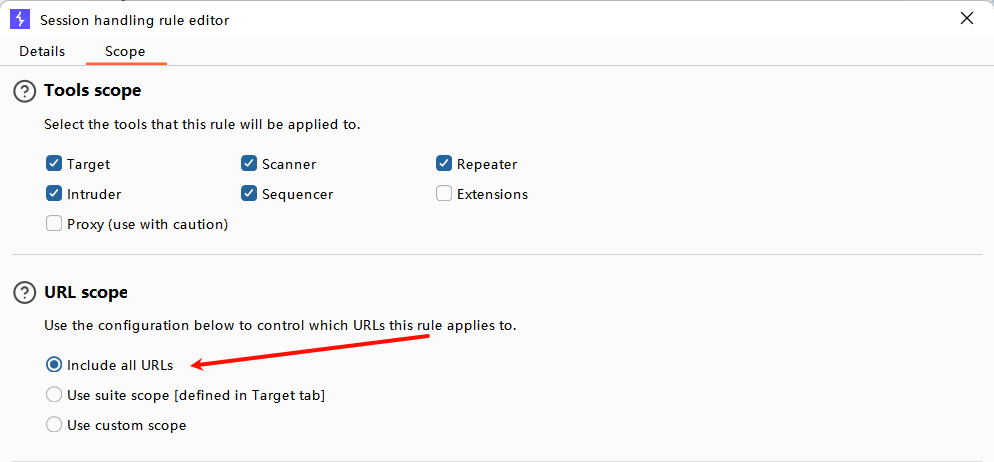 Session handling rule editor
Details Scope
Tools scope
Select the tools that this rule will be applied to.
Target Scanner Repeater
Intruder Sequencer Extensions
Proxy (use with caution)
URL scope
Use the configuration below to control which URLs this rule applies to.
Include all URLs
Use suite scope [defined in Target tab]
Use custom scope